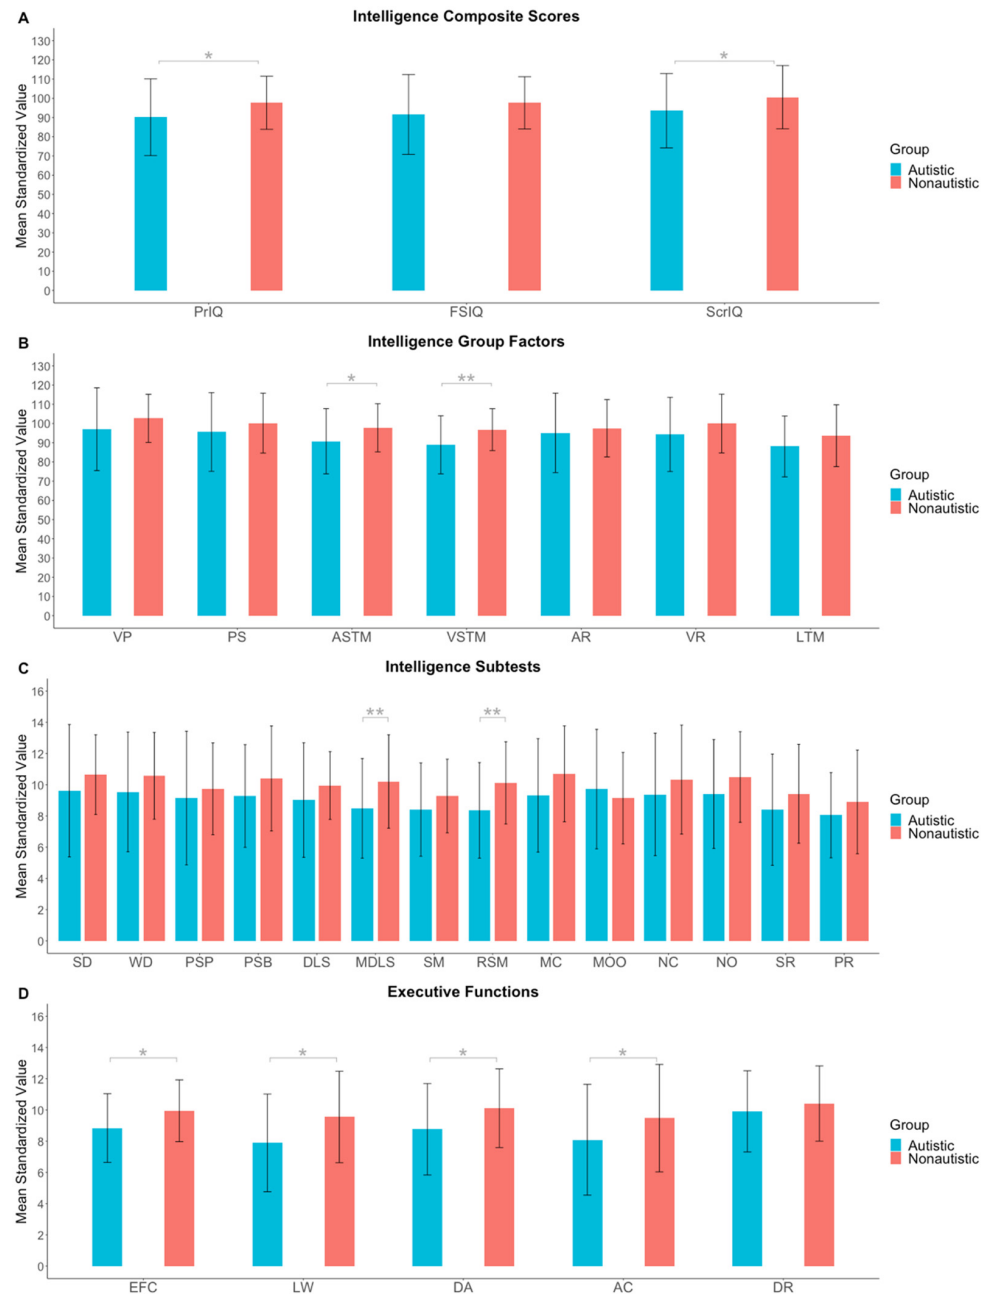 A
Intelligence Composite Scores
Mean Standardized Value
130
120
110
100
90
80
70
60
50
40
30
20
10
0
*
*
PrIQ FSIQ ScrIQ
Group
Autistic
Nonautistic
B
Intelligence Group Factors
Mean Standardized Value
130
120
110
100
90
80
70
60
50
40
30
20
10
0
*
**
VP PS ASTM VSTM AR VR LTM
Group
Autistic
Nonautistic
C
Intelligence Subtests
Mean Standardized Value
16
14
12
10
8
6
4
2
0
**
**
SD WD PSP PSB DLS MDLS SM RSM MC MOO NC NO SR PR
Group
Autistic
Nonautistic
D
Executive Functions
Mean Standardized Value
16
14
12
10
8
6
4
2
0
*
*
*
*
EFC LW DA AC DR
Group
Autistic
Nonautistic